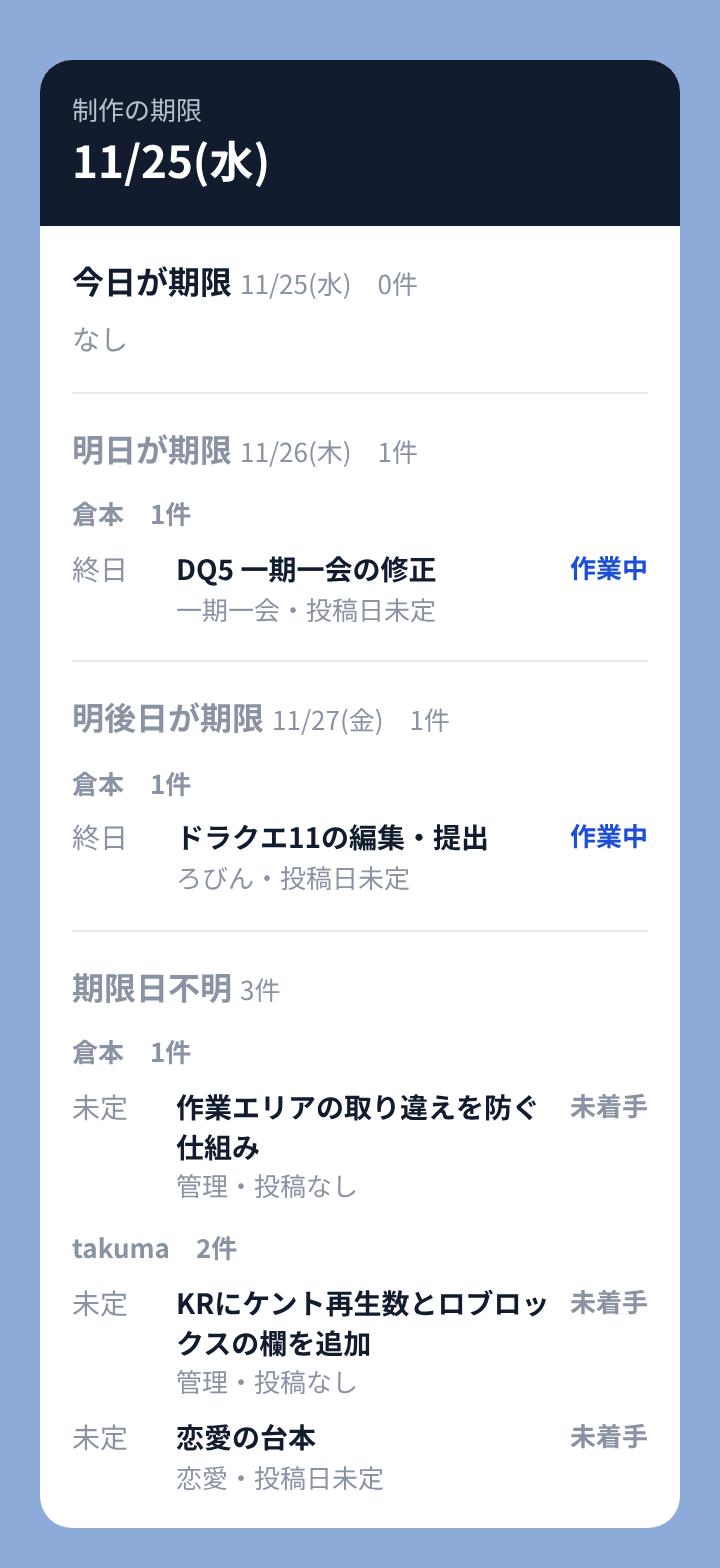 制作の期限
11/25(水)
今日が期限 11/25(水)　0件
なし
明日が期限 11/26(木)　1件
倉本　1件
終日　DQ5 一期一会の修正　作業中
一期一会・投稿日未定
明後日が期限 11/27(金)　1件
倉本　1件
終日　ドラクエ11の編集・提出　作業中
ろびん・投稿日未定
期限日不明 3件
倉本　1件
未定　作業エリアの取り違えを防ぐ　未着手
仕組み
管理・投稿なし
takuma　2件
未定　KRにケント再生数とロブロッ　未着手
クスの欄を追加
管理・投稿なし
未定　恋愛の台本　未着手
恋愛・投稿日未定